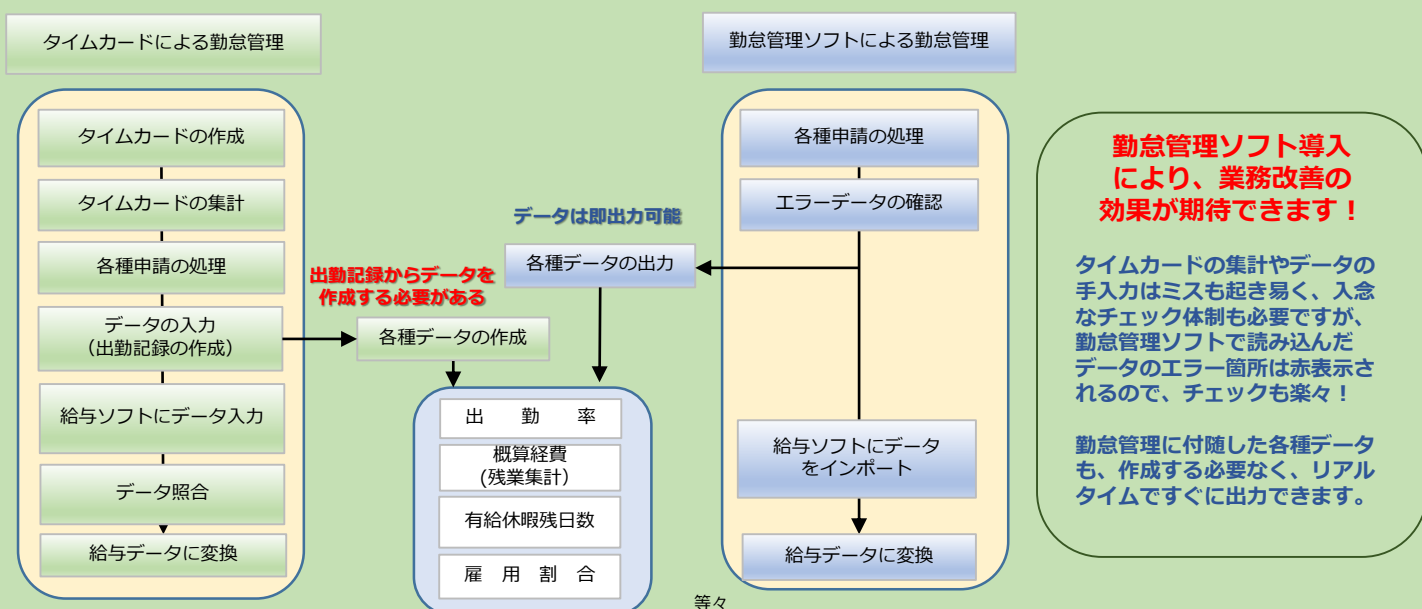 タイムカードによる勤怠管理
タイムカードの作成
タイムカードの集計
各種申請の処理
データの入力
（出勤記録の作成）
給与ソフトにデータ入力
データ照合
給与データに変換
出勤記録からデータを
作成する必要がある
各種データの作成
データは即出力可能
各種データの出力
出　勤　率
概算経費
(残業集計）
有給休暇残日数
雇　用　割　合
等々
勤怠管理ソフトによる勤怠管理
各種申請の処理
エラーデータの確認
給与ソフトにデータ
をインポート
給与データに変換
勤怠管理ソフト導入
により、業務改善の
効果が期待できます！
タイムカードの集計やデータの
手入力はミスも起き易く、入念
なチェック体制も必要ですが、
勤怠管理ソフトで読み込んだ
データのエラー箇所は赤表示さ
れるので、チェックも楽々！
勤怠管理に付随した各種データ
も、作成する必要なく、リアル
タイムですぐに出力できます。